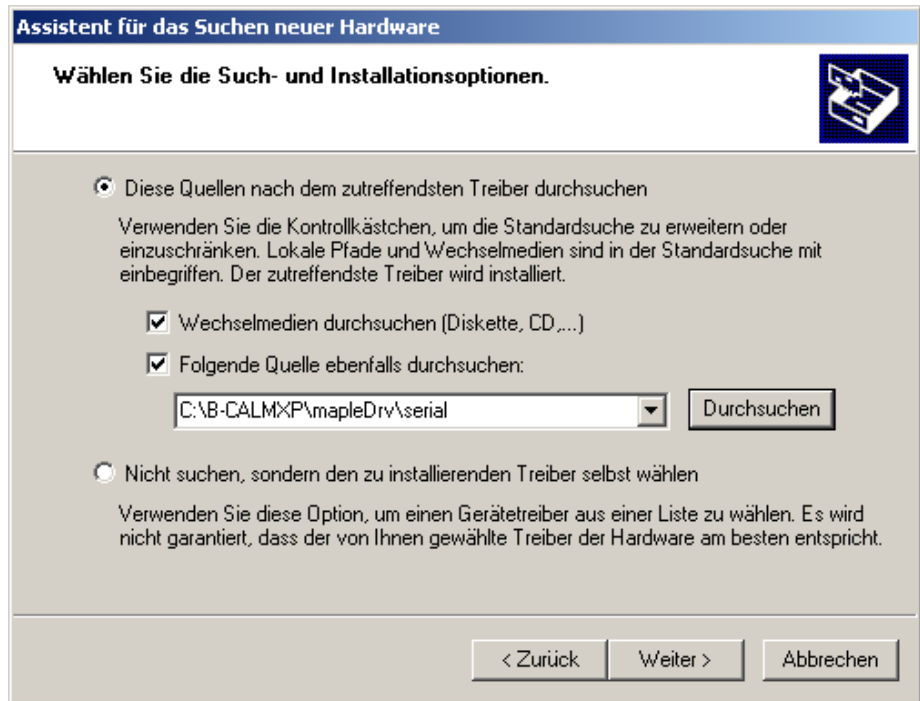 Assistent für das Suchen neuer Hardware
Wählen Sie die Such- und Installationsoptionen.
Diese Quellen nach dem zutreffendsten Treiber durchsuchen
Verwenden Sie die Kontrollkästchen, um die Standardsuche zu erweitern oder
einzuschränken. Lokale Pfade und Wechselmedien sind in der Standardsuche mit
einbegriffen. Der zutreffendste Treiber wird installiert.
Wechselmedien durchsuchen (Diskette, CD,...)
Folgende Quelle ebenfalls durchsuchen:
C:\B-CALMXP\mapleDrv\serial
Durchsuchen
Nicht suchen, sondern den zu installierenden Treiber selbst wählen
Verwenden Sie diese Option, um einen Gerätetreiber aus einer Liste zu wählen. Es wird
nicht garantiert, dass der von Ihnen gewählte Treiber der Hardware am besten entspricht.
< Zurück
Weiter >
Abbrechen